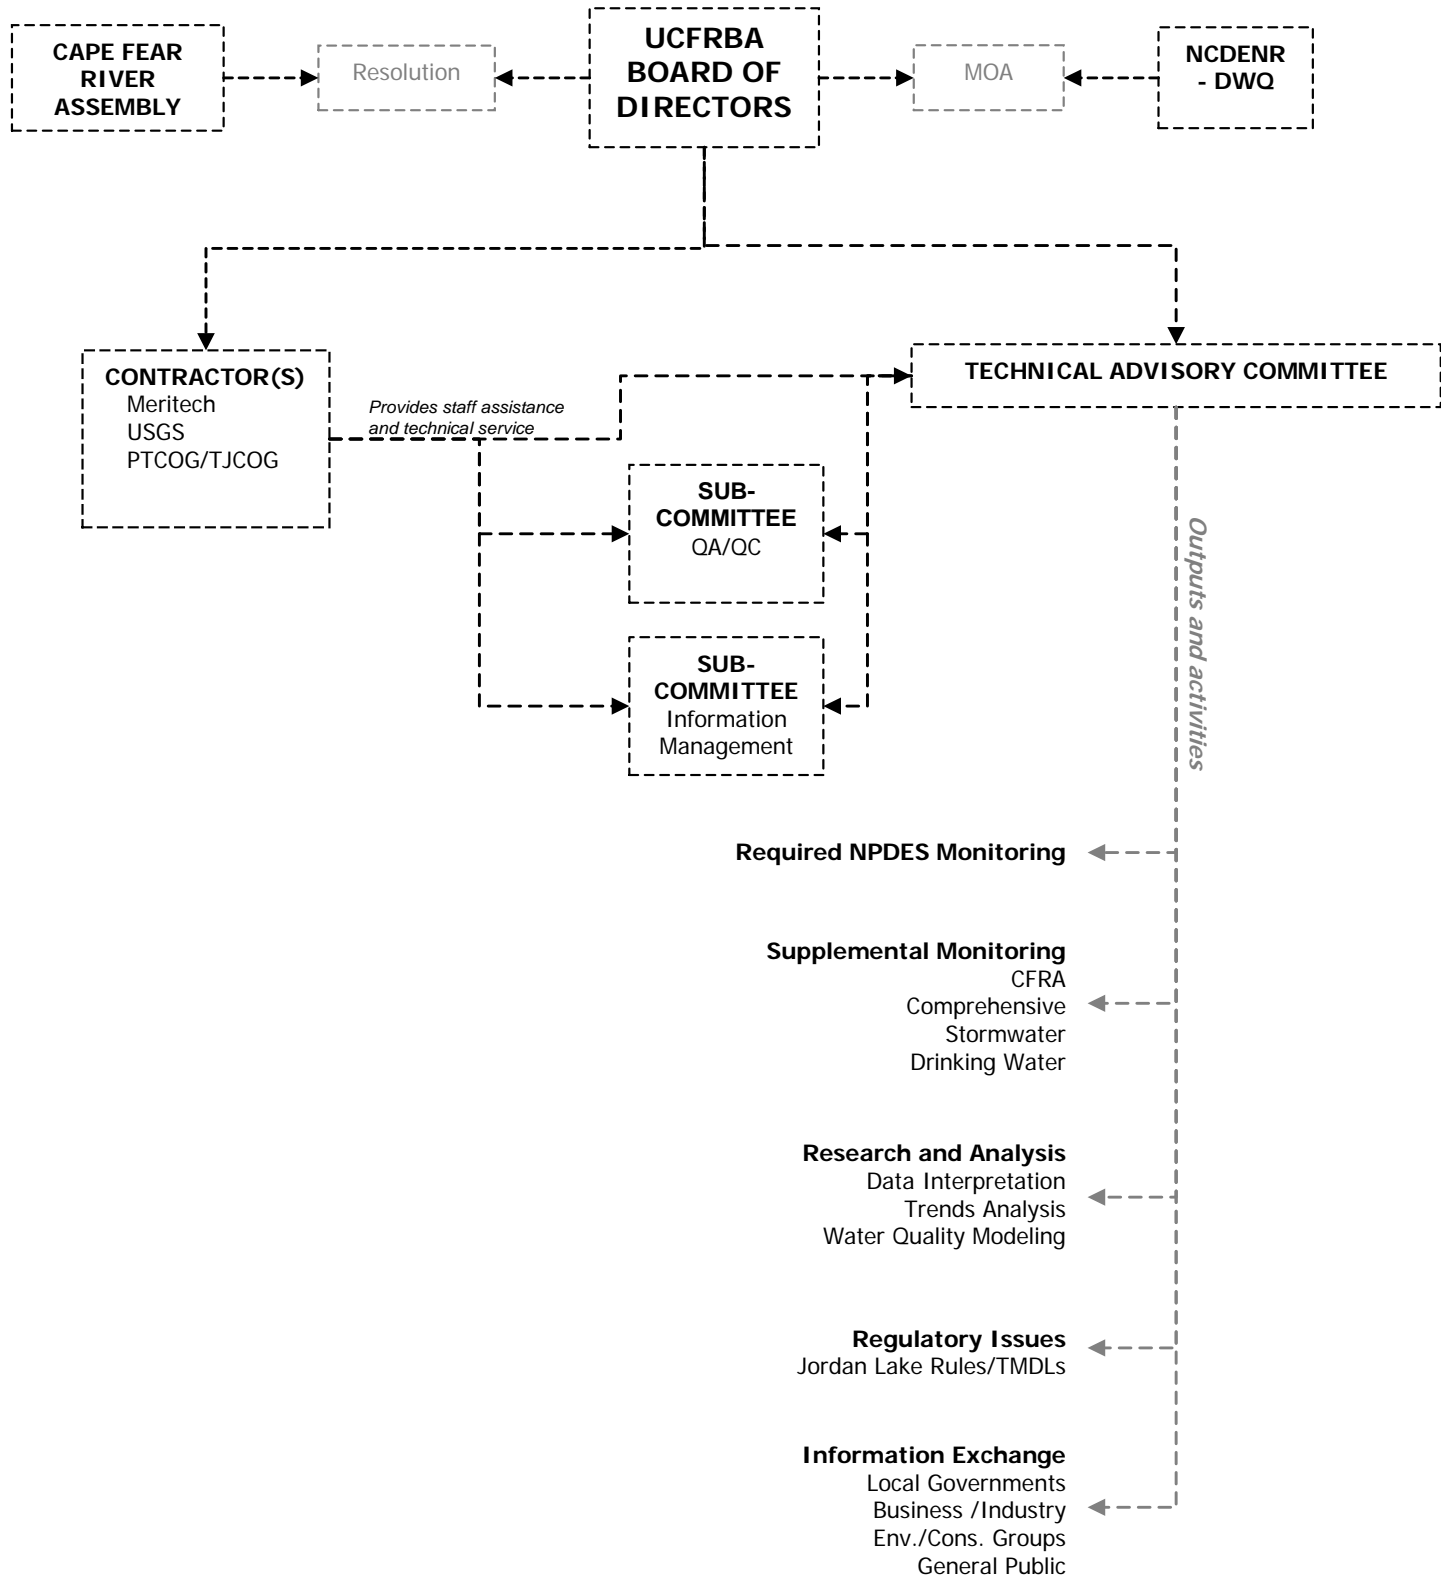 CAPE FEAR
RIVER
ASSEMBLY
Resolution
UCFRBA
BOARD OF
DIRECTORS
MOA
NCDENR
- DWQ
CONTRACTOR(S)
Meritech
USGS
PTCOG/TJCOG
Provides staff assistance
and technical service
TECHNICAL ADVISORY COMMITTEE
SUB-
COMMITTEE
QA/QC
SUB-
COMMITTEE
Information
Management
Outputs and activities
Required NPDES Monitoring
Supplemental Monitoring
CFRA
Comprehensive
Stormwater
Drinking Water
Research and Analysis
Data Interpretation
Trends Analysis
Water Quality Modeling
Regulatory Issues
Jordan Lake Rules/TMDLs
Information Exchange
Local Governments
Business /Industry
Env./Cons. Groups
General Public